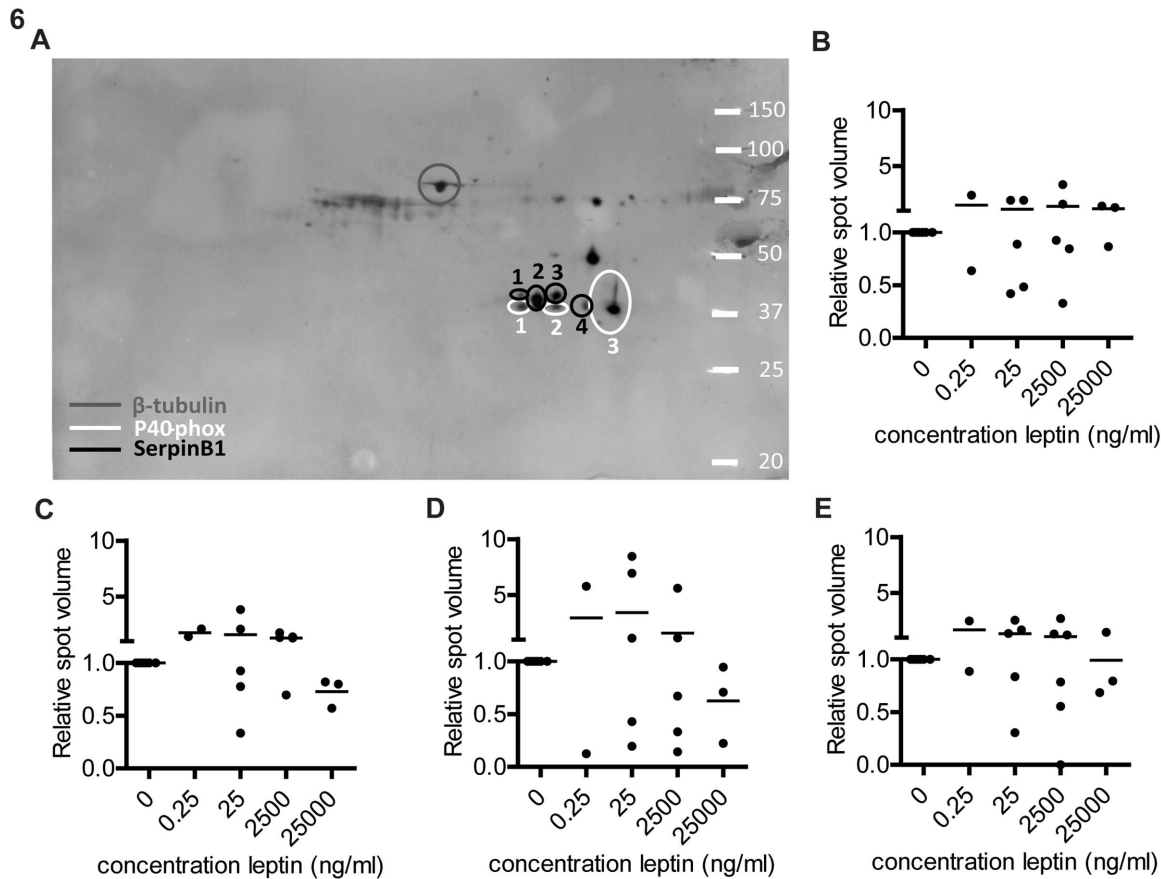 6
A
150
100
75
50
37
25
20
1 2 3
4
1 2
3
β-tubulin
P40-phox
SerpinB1
B
Relative spot volume
10
5
1.0
0.5
0.0
0 0.25 25 2500 25000
concentration leptin (ng/ml)
C
Relative spot volume
10
5
1.0
0.5
0.0
0 0.25 25 2500 25000
concentration leptin (ng/ml)
D
Relative spot volume
10
5
1.0
0.5
0.0
0 0.25 25 2500 25000
concentration leptin (ng/ml)
E
Relative spot volume
10
5
1.0
0.5
0.0
0 0.25 25 2500 25000
concentration leptin (ng/ml)